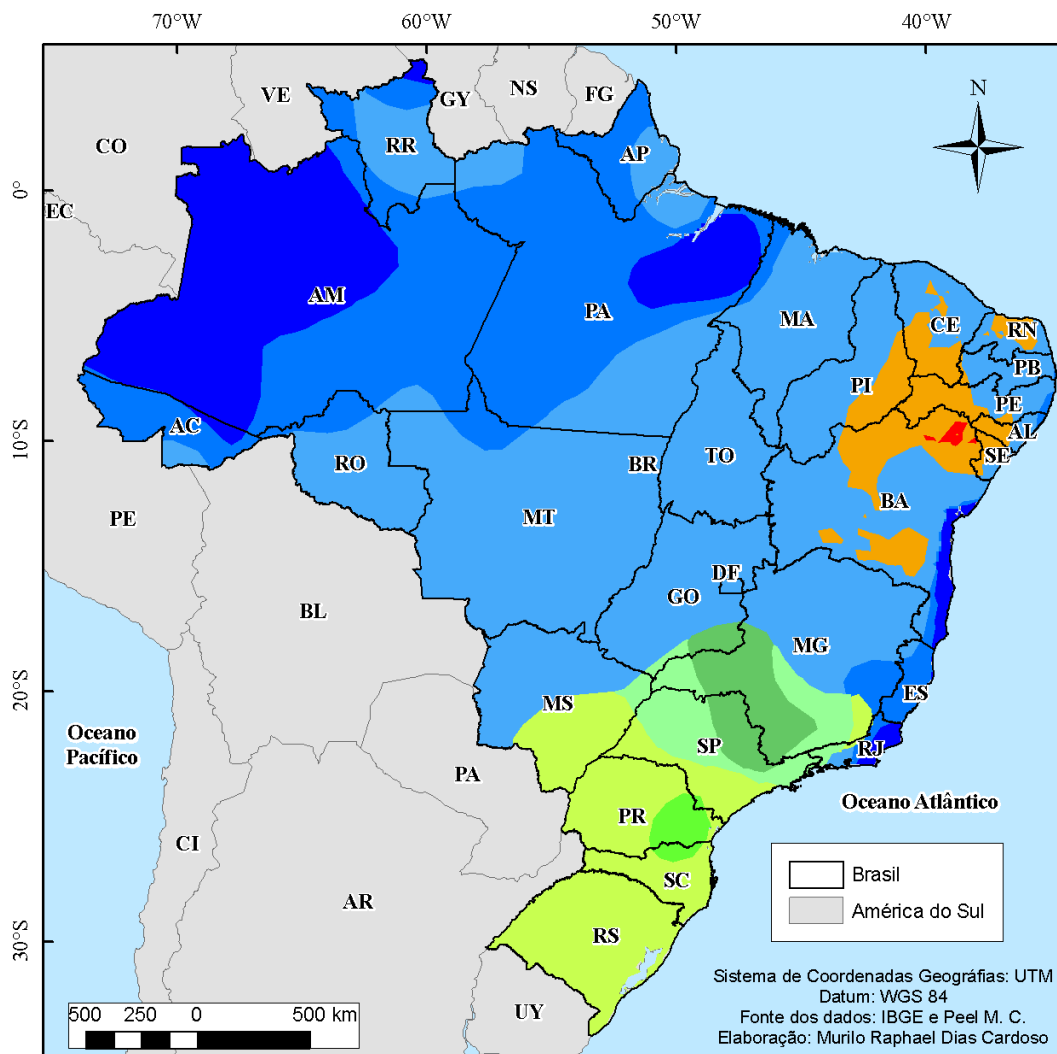 70°W 60°W 50°W 40°W
VE
GY
NS
FG
N
CO
RR
AP
0°
EC
AM
PA
MA
CE
RN
PB
PI
PE
AC
AL
10°S
RO
BR
TO
SE
BA
PE
MT
DF
GO
BL
MG
20°S
MS
ES
Oceano
Pacífico
SP
RJ
PA
Oceano Atlântico
PR
CI
SC
Brasil
AR
América do Sul
RS
30°S
Sistema de Coordenadas Geográfias: UTM
Datum: WGS 84
Fonte dos dados: IBGE e Peel M. C.
Elaboração: Murilo Raphael Dias Cardoso
UY
500 250 0 500 km